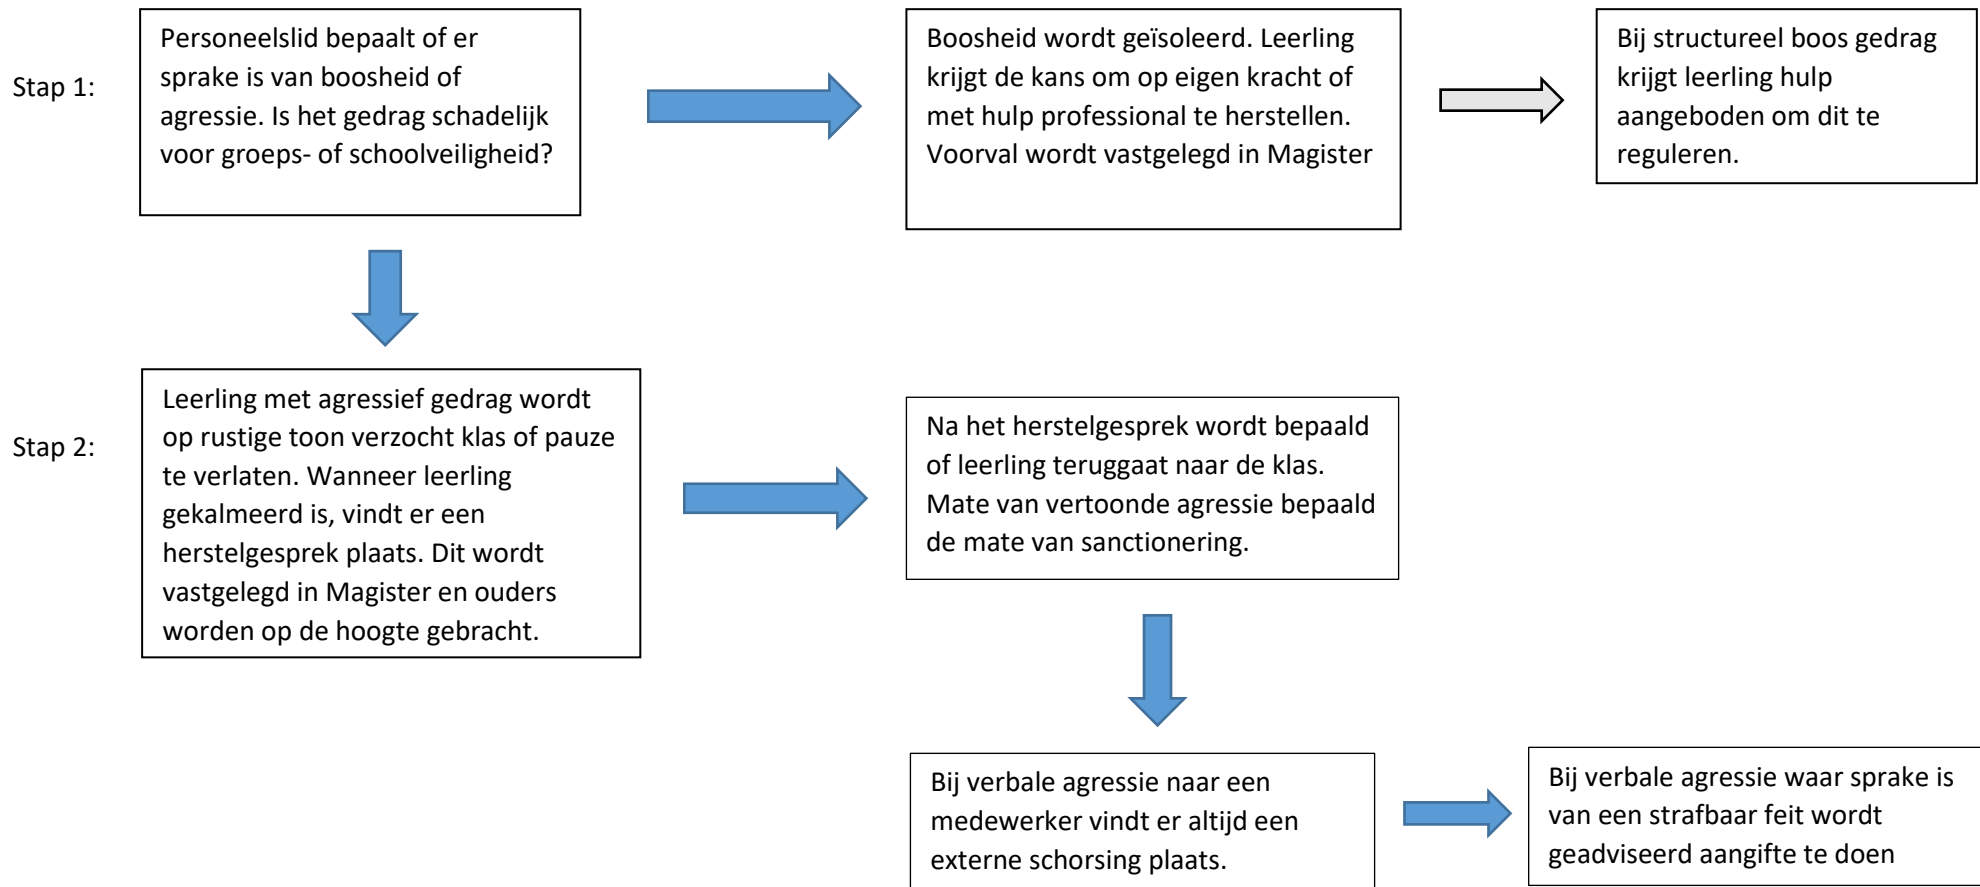 Stap 1:
Personeelslid bepaalt of er
sprake is van boosheid of
agressie. Is het gedrag schadelijk
voor groeps- of schoolveiligheid?
Boosheid wordt geïsoleerd. Leerling
krijgt de kans om op eigen kracht of
met hulp professional te herstellen.
Voorval wordt vastgelegd in Magister
Bij structureel boos gedrag
krijgt leerling hulp
aangeboden om dit te
reguleren.
Stap 2:
Leerling met agressief gedrag wordt
op rustige toon verzocht klas of pauze
te verlaten. Wanneer leerling
gekalmeerd is, vindt er een
herstelgesprek plaats. Dit wordt
vastgelegd in Magister en ouders
worden op de hoogte gebracht.
Na het herstelgesprek wordt bepaald
of leerling teruggaat naar de klas.
Mate van vertoonde agressie bepaald
de mate van sanctionering.
Bij verbale agressie naar een
medewerker vindt er altijd een
externe schorsing plaats.
Bij verbale agressie waar sprake is
van een strafbaar feit wordt
geadviseerd aangifte te doen